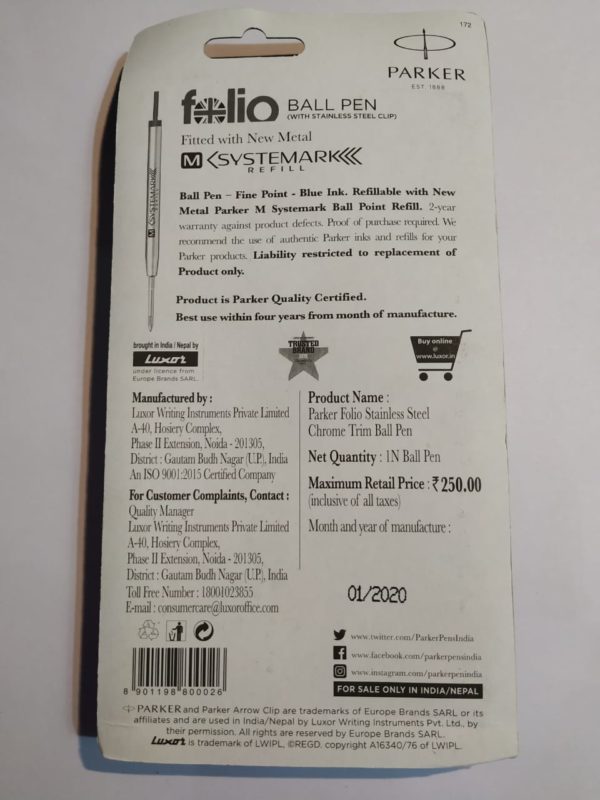 172
PARKER
EST 1888
folio BALL PEN
(WITH STAINLESS STEEL CLIP)
Fitted with New Metal
M SYSTEMARK
REFILL
M SYSTEMARK
Ball Pen – Fine Point - Blue Ink. Refillable with New
Metal Parker M Systemark Ball Point Refill. 2-year
warranty against product defects. Proof of purchase required. We
recommend the use of authentic Parker inks and refills for your
Parker products. Liability restricted to replacement of
Product only.
Product is Parker Quality Certified.
Best use within four years from month of manufacture.
brought in India / Nepal by
Luxor
under licence from
Europe Brands SARL.
TRUSTED
BRAND
Buy online
@
www.luxor.in
Manufactured by :
Luxor Writing Instruments Private Limited
A-40, Hosiery Complex,
Phase II Extension, Noida - 201305,
District : Gautam Budh Nagar (U.P.), India
An ISO 9001:2015 Certified Company
For Customer Complaints, Contact :
Quality Manager
Luxor Writing Instruments Private Limited
A-40, Hosiery Complex,
Phase II Extension, Noida - 201305,
District : Gautam Budh Nagar (U.P.), India
Toll Free Number : 18001023855
E-mail : consumercare@luxoroffice.com
Product Name :
Parker Folio Stainless Steel
Chrome Trim Ball Pen
Net Quantity : 1N Ball Pen
Maximum Retail Price : ₹250.00
(inclusive of all taxes)
Month and year of manufacture :
01/2020
www.twitter.com/ParkerPensIndia
www.facebook.com/parkerpensindia
www.instagram.com/parkerpenindia
FOR SALE ONLY IN INDIA/NEPAL
8 901198 800026
PARKER and Parker Arrow Clip are trademarks of Europe Brands SARL or its
affiliates and are used in India/Nepal by Luxor Writing Instruments Pvt. Ltd., by
their permission. All rights are reserved by Europe Brands SARL.
Luxor is trademark of LWIPL, ©REGD. copyright A16340/76 of LWIPL.